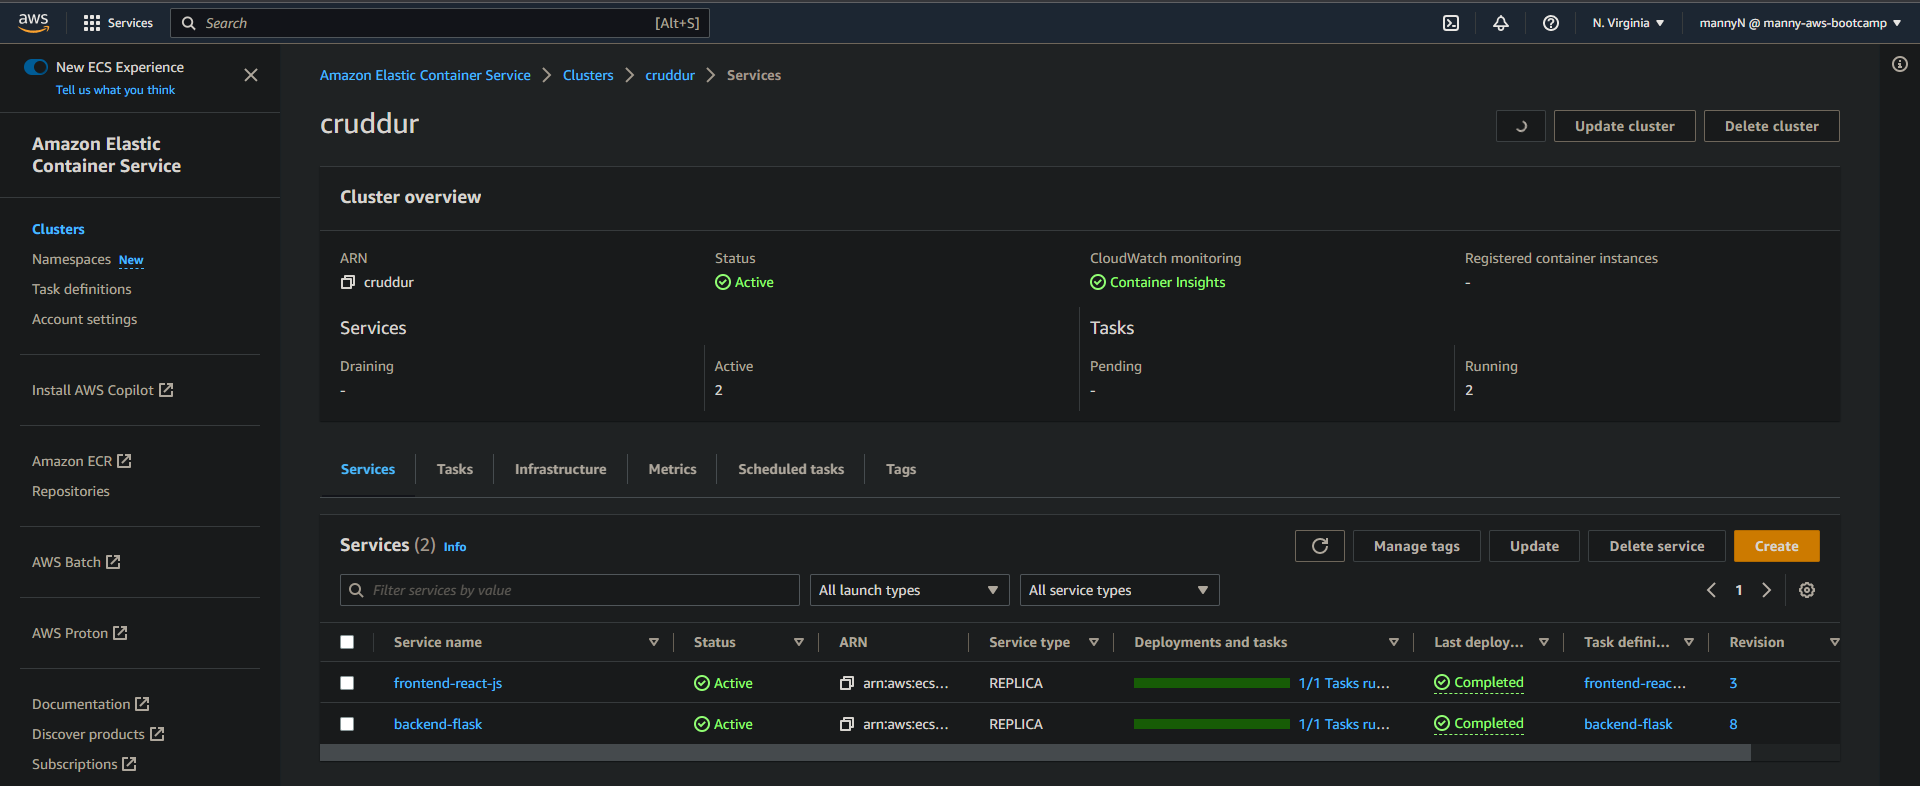 aws Services Search [Alt+S] N. Virginia mannyN @ manny-aws-bootcamp
New ECS Experience
Tell us what you think
Amazon Elastic
Container Service
Clusters
Namespaces New
Task definitions
Account settings
Install AWS Copilot
Amazon ECR
Repositories
AWS Batch
AWS Proton
Documentation
Discover products
Subscriptions
Amazon Elastic Container Service Clusters cruddur Services
cruddur
Update cluster Delete cluster
Cluster overview
ARN Status CloudWatch monitoring Registered container instances
cruddur Active Container Insights -
Services Tasks
Draining Active Pending Running
- 2 - 2
Services Tasks Infrastructure Metrics Scheduled tasks Tags
Services (2) Info Manage tags Update Delete service Create
Filter services by value All launch types All service types 1
Service name Status ARN Service type Deployments and tasks Last deploy... Task defini... Revision
frontend-react-js Active arn:aws:ecs... REPLICA 1/1 Tasks ru... Completed frontend-reac... 3
backend-flask Active arn:aws:ecs... REPLICA 1/1 Tasks ru... Completed backend-flask 8